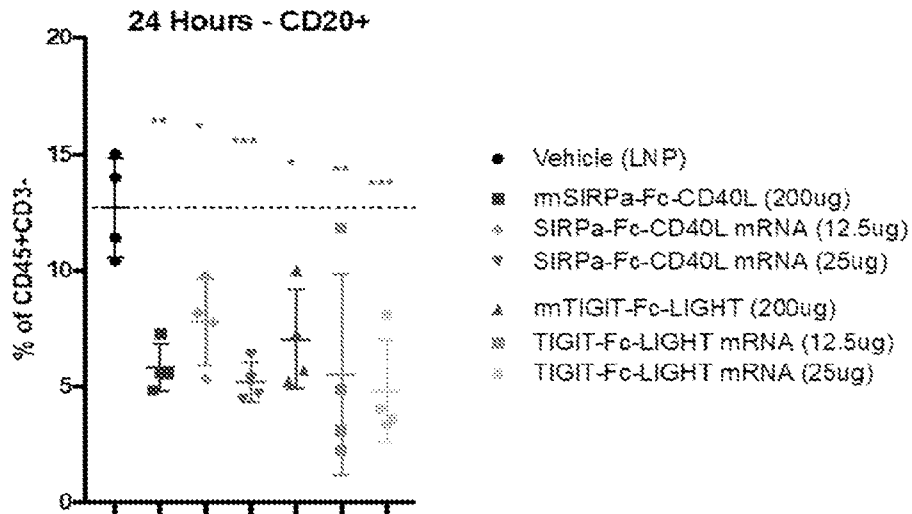 24 Hours - CD20+
20
15
10
5
0
% of CD45+CD3-
Vehicle (LNP)
mSIRPa-Fc-CD40L (200ug)
SIRPa-Fc-CD40L mRNA (12.5ug)
SIRPa-Fc-CD40L mRNA (25ug)
mTIGIT-Fc-LIGHT (200ug)
TIGIT-Fc-LIGHT mRNA (12.5ug)
TIGIT-Fc-LIGHT mRNA (25ug)